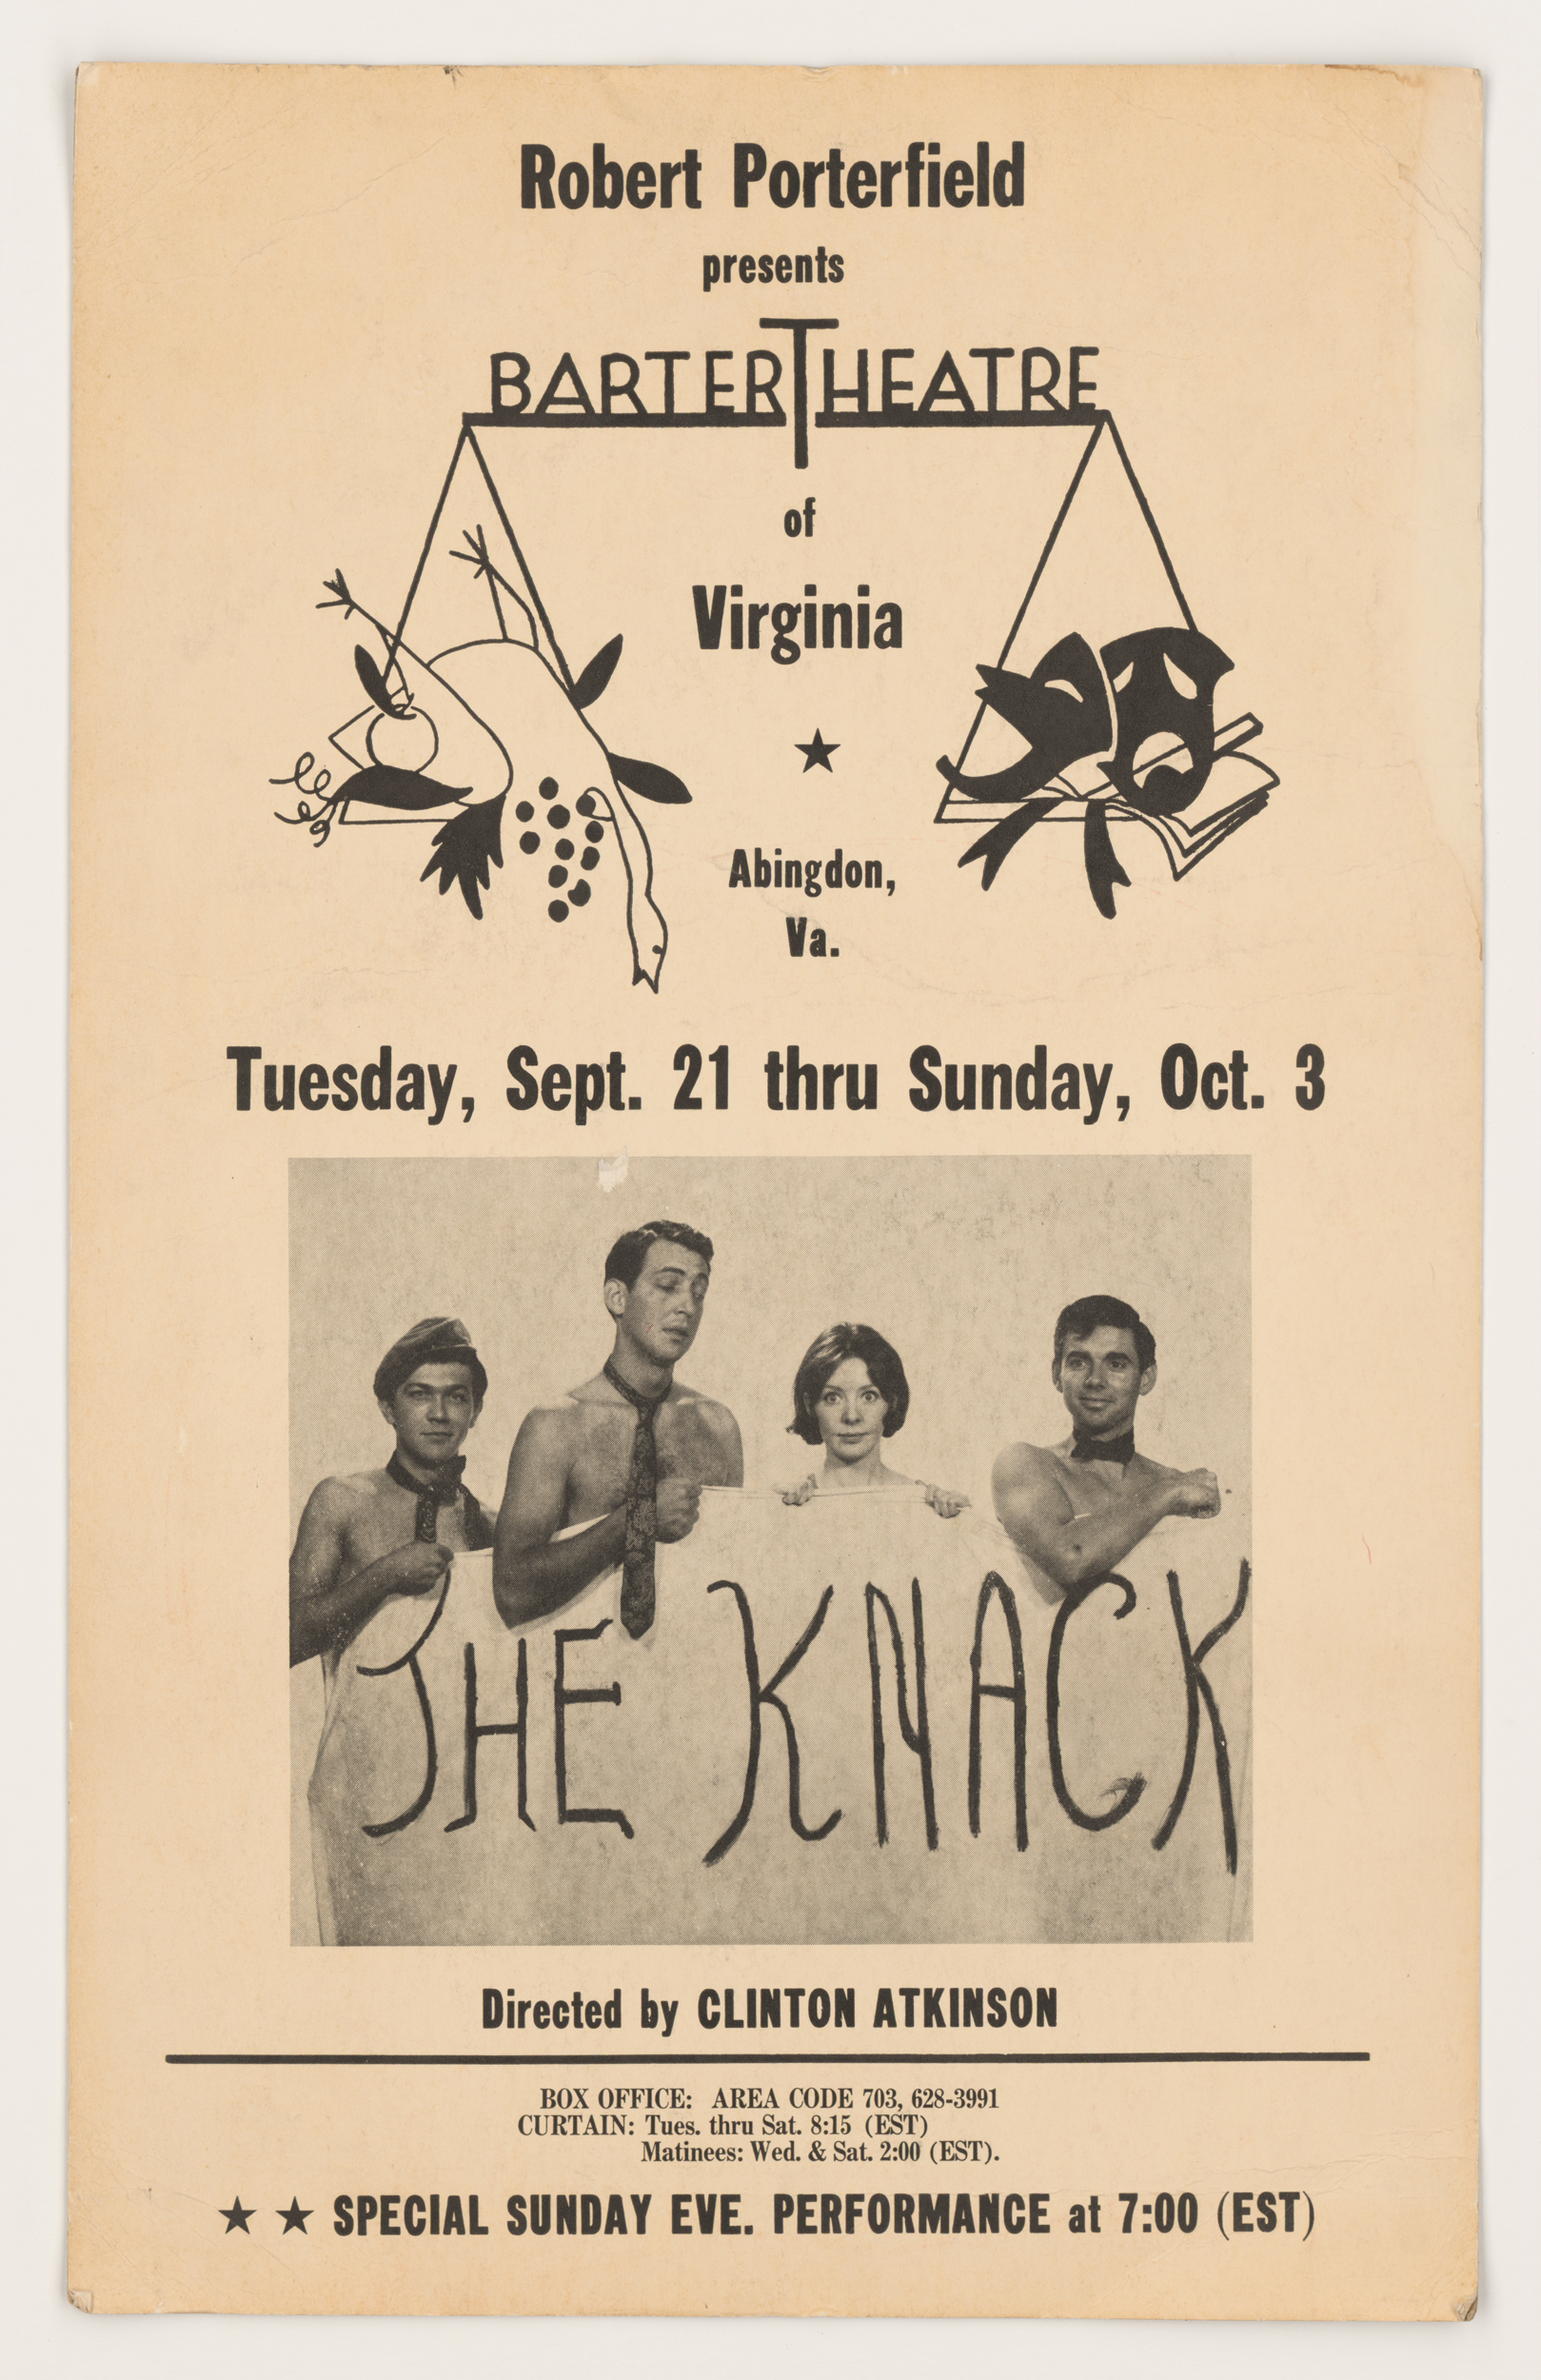 Robert Porterfield
presents
BARTER THEATRE
of
Virginia
★
Abingdon,
Va.
Tuesday, Sept. 21 thru Sunday, Oct. 3
THE KNACK
Directed by CLINTON ATKINSON
BOX OFFICE: AREA CODE 703, 628-3991
CURTAIN: Tues. thru Sat. 8:15 (EST)
Matinees: Wed. & Sat. 2:00 (EST).
★ ★ SPECIAL SUNDAY EVE. PERFORMANCE at 7:00 (EST)